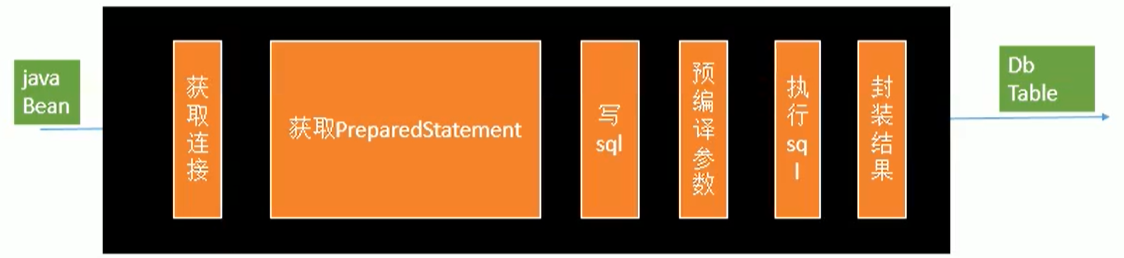 java
Bean
获
取
连
接
获取PreparedStatement
写
sql
预
编
译
参
数
执
行
sq
l
封
装
结
果
Db
Table